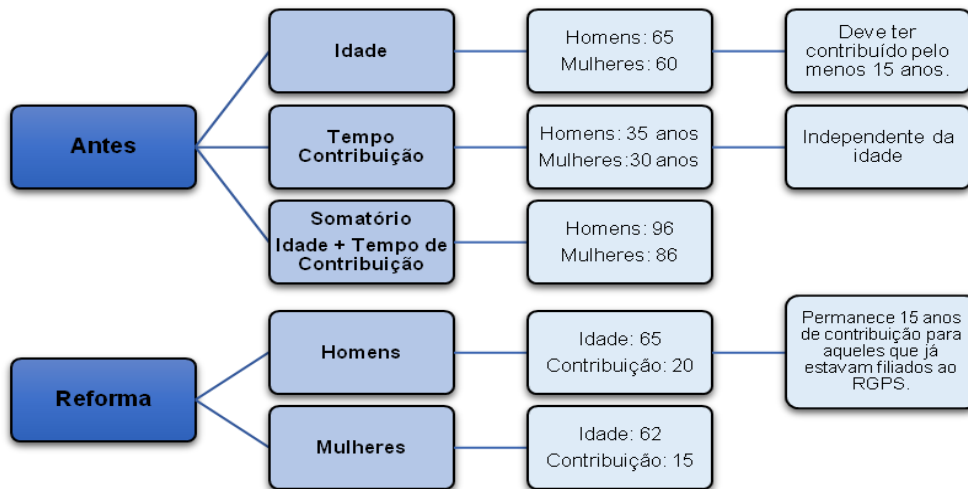 Antes
Idade
Homens: 65
Mulheres: 60
Deve ter
contribuído pelo
menos 15 anos.
Tempo
Contribuição
Homens: 35 anos
Mulheres:30 anos
Independente da
idade
Somatório
Idade + Tempo de
Contribuição
Homens: 96
Mulheres: 86
Reforma
Homens
Idade: 65
Contribuição: 20
Permanece 15 anos
de contribuição para
aqueles que já
estavam filiados ao
RGPS.
Mulheres
Idade: 62
Contribuição: 15